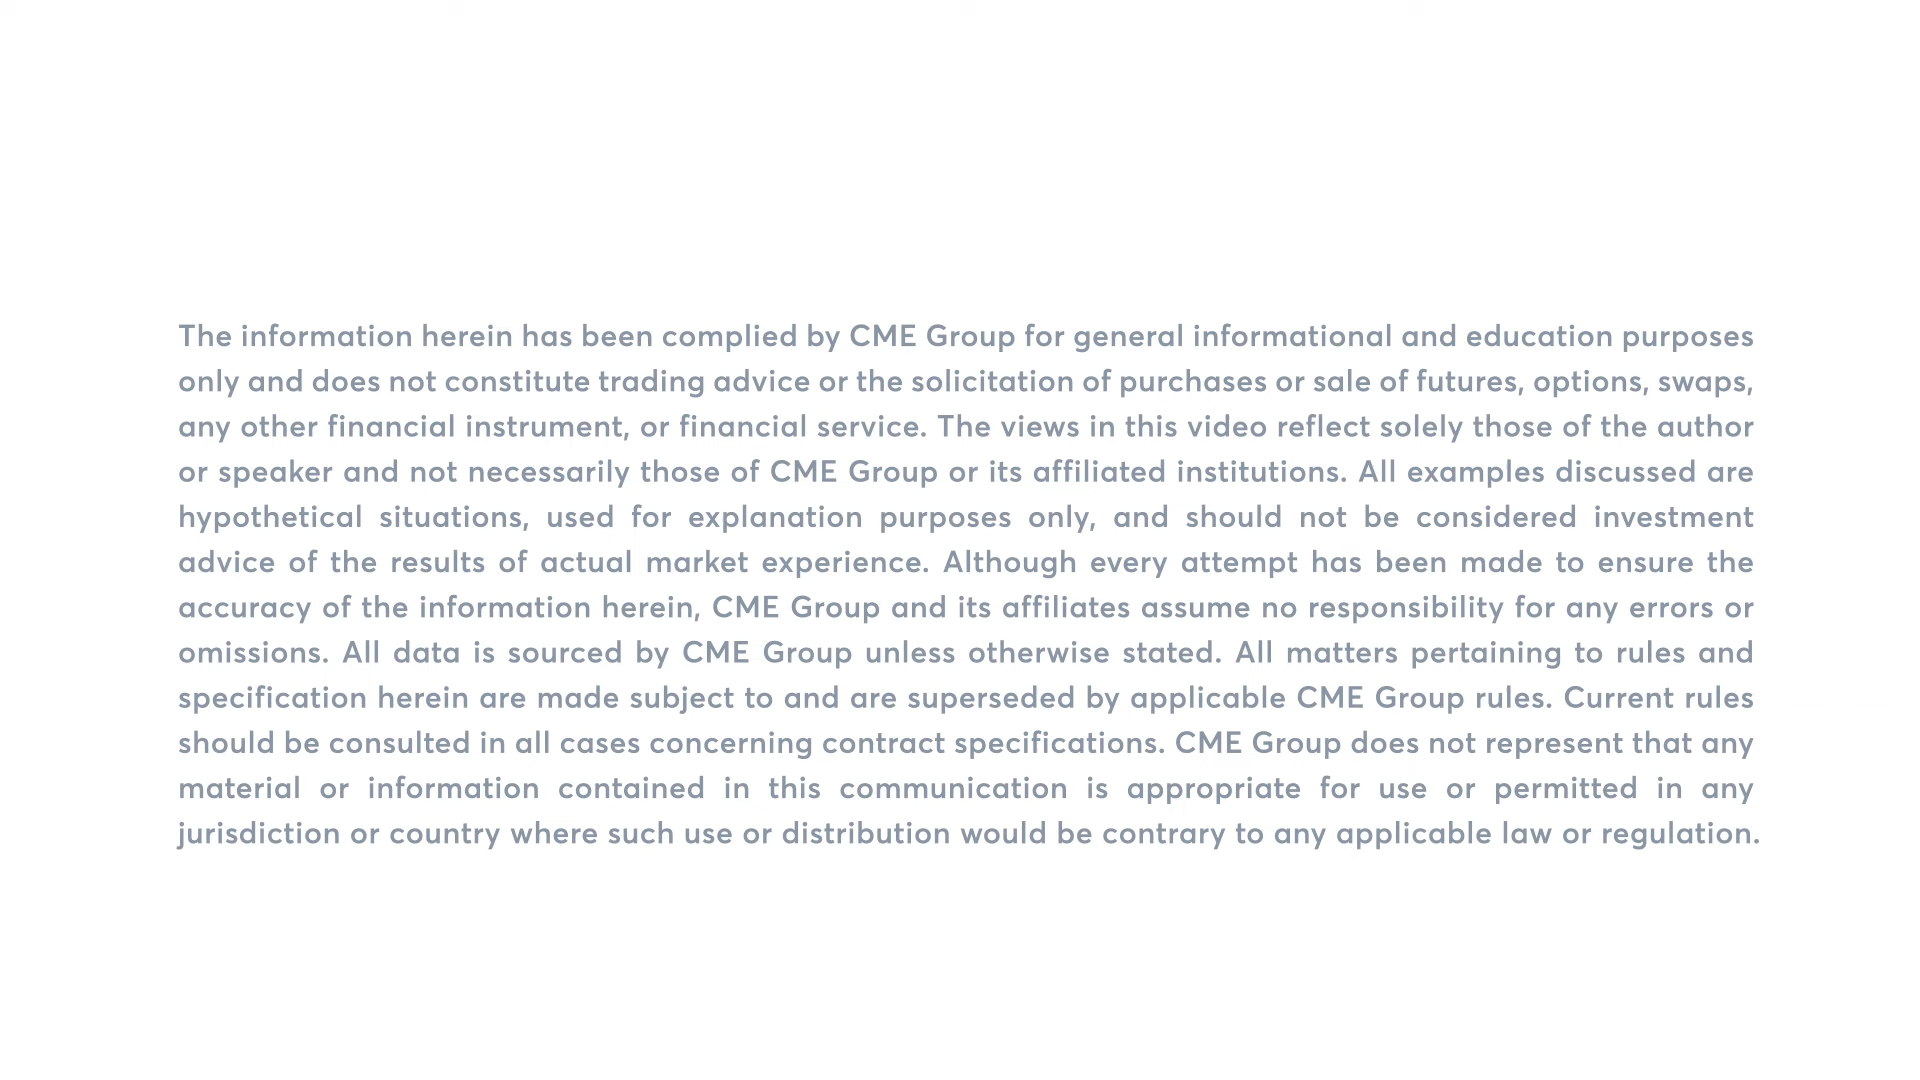 The information herein has been complied by CME Group for general informational and education purposes
only and does not constitute trading advice or the solicitation of purchases or sale of futures, options, swaps,
any other financial instrument, or financial service. The views in this video reflect solely those of the author
or speaker and not necessarily those of CME Group or its affiliated institutions. All examples discussed are
hypothetical situations, used for explanation purposes only, and should not be considered investment
advice of the results of actual market experience. Although every attempt has been made to ensure the
accuracy of the information herein, CME Group and its affiliates assume no responsibility for any errors or
omissions. All data is sourced by CME Group unless otherwise stated. All matters pertaining to rules and
specification herein are made subject to and are superseded by applicable CME Group rules. Current rules
should be consulted in all cases concerning contract specifications. CME Group does not represent that any
material or information contained in this communication is appropriate for use or permitted in any
jurisdiction or country where such use or distribution would be contrary to any applicable law or regulation.